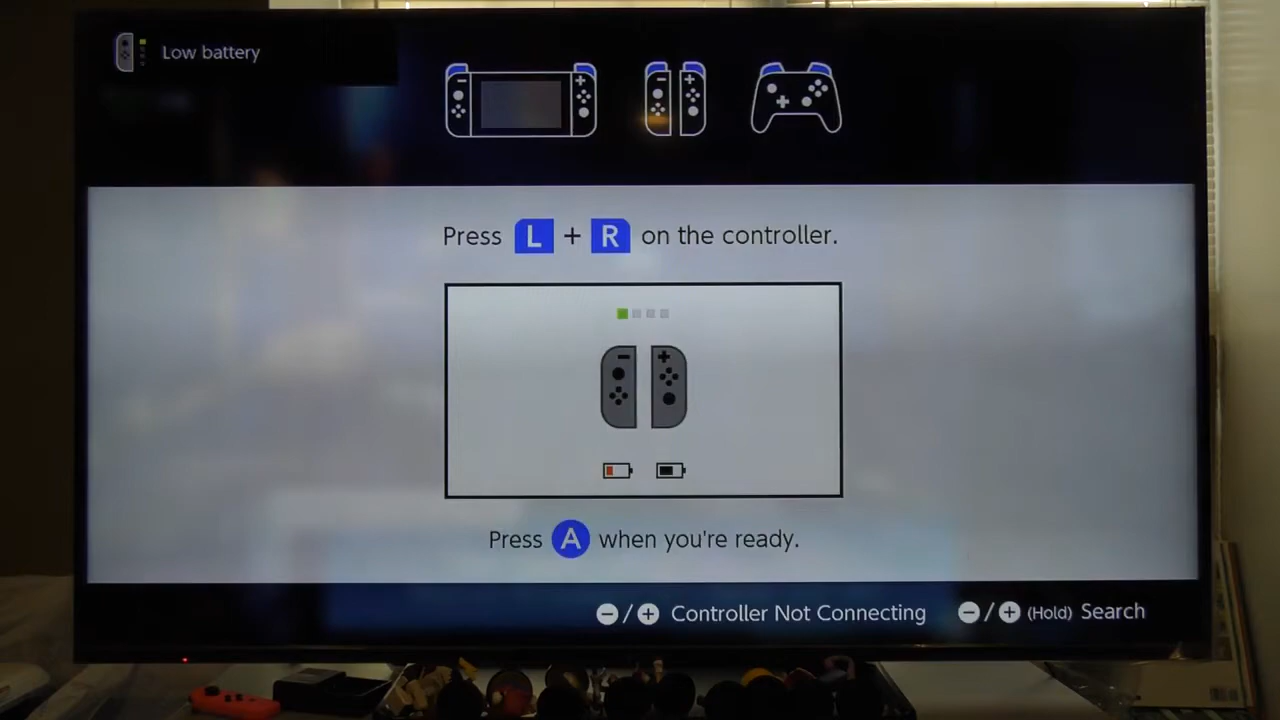 Low battery
Press L + R on the controller.
Press A when you're ready.
−/+ Controller Not Connecting −/+ (Hold) Search